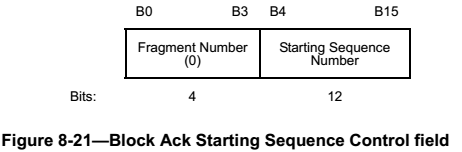 B0 B3 B4 B15
Fragment Number Starting Sequence
(0) Number
Bits: 4 12
Figure 8-21—Block Ack Starting Sequence Control field